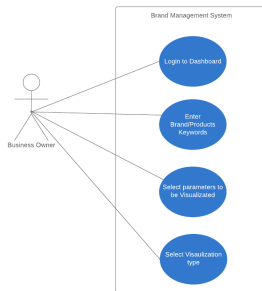 Brand Management System
Login to Dashboard
Enter
Brand/Products
Keywords
Business Owner
Select parameters to
be Visualizated
Select Visaulization
type